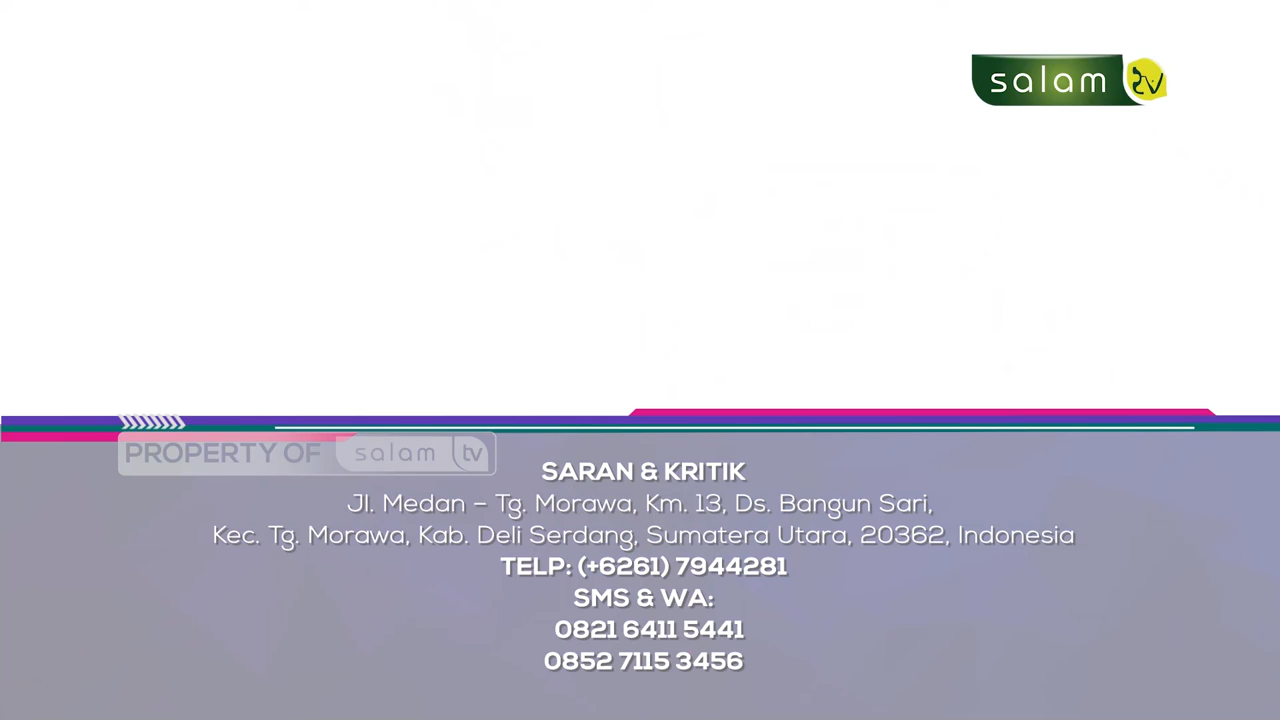 salam tv
PROPERTY OF salam tv
SARAN & KRITIK
Jl. Medan – Tg. Morawa, Km. 13, Ds. Bangun Sari,
Kec. Tg. Morawa, Kab. Deli Serdang, Sumatera Utara, 20362, Indonesia
TELP: (+6261) 7944281
SMS & WA:
0821 6411 5441
0852 7115 3456